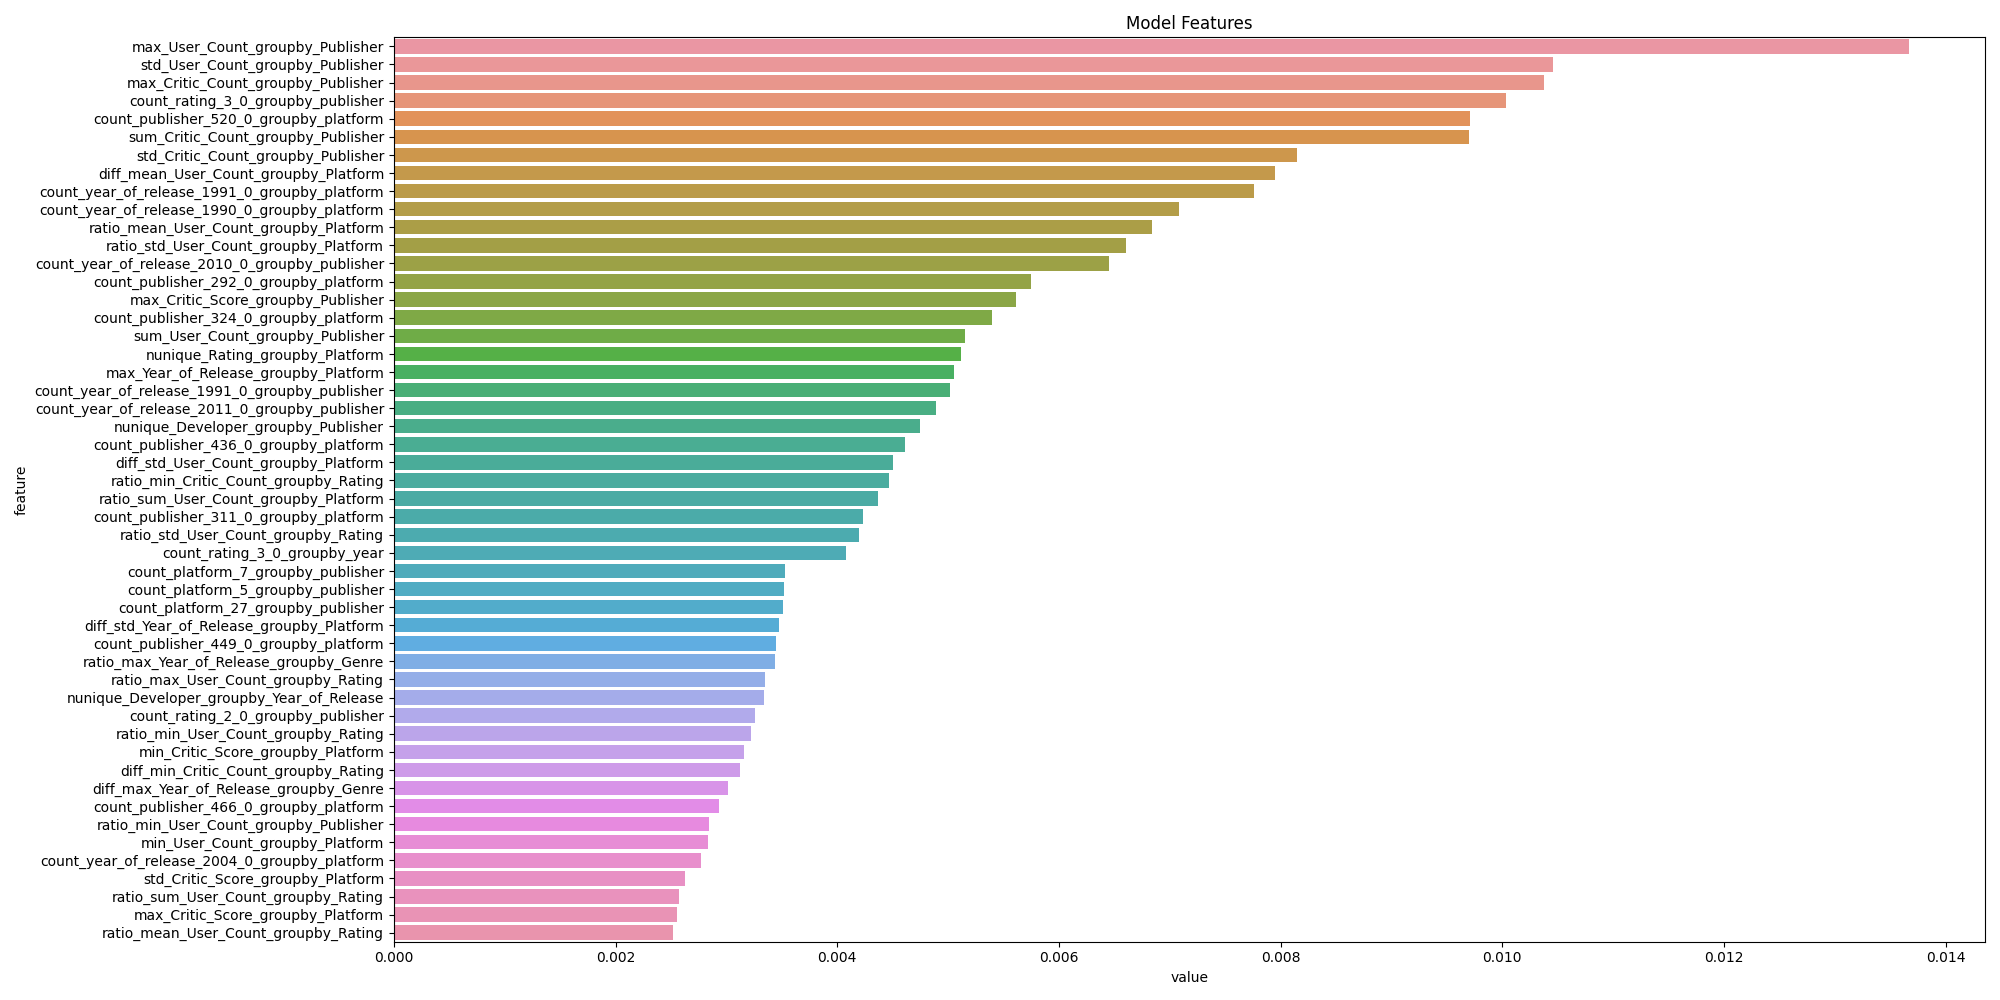 Model Features
max_User_Count_groupby_Publisher
std_User_Count_groupby_Publisher
max_Critic_Count_groupby_Publisher
count_rating_3_0_groupby_publisher
count_publisher_520_0_groupby_platform
sum_Critic_Count_groupby_Publisher
std_Critic_Count_groupby_Publisher
diff_mean_User_Count_groupby_Platform
count_year_of_release_1991_0_groupby_platform
count_year_of_release_1990_0_groupby_platform
ratio_mean_User_Count_groupby_Platform
ratio_std_User_Count_groupby_Platform
count_year_of_release_2010_0_groupby_publisher
count_publisher_292_0_groupby_platform
max_Critic_Score_groupby_Publisher
count_publisher_324_0_groupby_platform
sum_User_Count_groupby_Publisher
nunique_Rating_groupby_Platform
max_Year_of_Release_groupby_Platform
count_year_of_release_1991_0_groupby_publisher
count_year_of_release_2011_0_groupby_publisher
nunique_Developer_groupby_Publisher
count_publisher_436_0_groupby_platform
diff_std_User_Count_groupby_Platform
ratio_min_Critic_Count_groupby_Rating
ratio_sum_User_Count_groupby_Platform
count_publisher_311_0_groupby_platform
ratio_std_User_Count_groupby_Rating
count_rating_3_0_groupby_year
count_platform_7_groupby_publisher
count_platform_5_groupby_publisher
count_platform_27_groupby_publisher
diff_std_Year_of_Release_groupby_Platform
count_publisher_449_0_groupby_platform
ratio_max_Year_of_Release_groupby_Genre
ratio_max_User_Count_groupby_Rating
nunique_Developer_groupby_Year_of_Release
count_rating_2_0_groupby_publisher
ratio_min_User_Count_groupby_Rating
min_Critic_Score_groupby_Platform
diff_min_Critic_Count_groupby_Rating
diff_max_Year_of_Release_groupby_Genre
count_publisher_466_0_groupby_platform
ratio_min_User_Count_groupby_Publisher
min_User_Count_groupby_Platform
count_year_of_release_2004_0_groupby_platform
std_Critic_Score_groupby_Platform
ratio_sum_User_Count_groupby_Rating
max_Critic_Score_groupby_Platform
ratio_mean_User_Count_groupby_Rating
feature
0.000 0.002 0.004 0.006 0.008 0.010 0.012 0.014
value